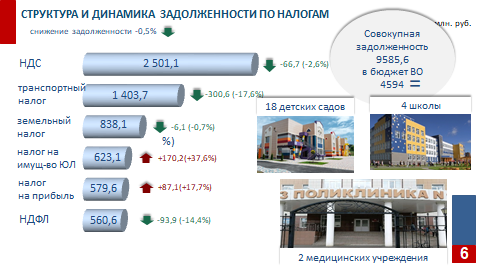 СТРУКТУРА И ДИНАМИКА ЗАДОЛЖЕННОСТИ ПО НАЛОГАМ
млн. руб.
снижение задолженности -0,5%
Совокупная
задолженность
9585,6
в бюджет ВО
4594 =
НДС
2 501,1
-66,7 (-2,6%)
транспортный
налог
1 403,7
-300,6 (-17,6%)
земельный
налог
838,1
-6,1 (-0,7%)
%)
налог на
имущ-во ЮЛ
623,1
+170,2(+37,6%)
налог
на прибыль
579,6
+87,1(+17,7%)
НДФЛ
560,6
-93,9 (-14,4%)
18 детских садов
4 школы
3 ПОЛИКЛИНИКА N
2 медицинских учреждения
6